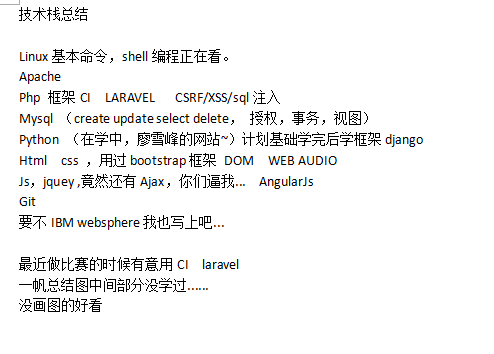 技术栈总结
Linux 基本命令，shell 编程正在看。
Apache
Php 框架 CI LARAVEL CSRF/XSS/sql 注入
Mysql （create update select delete， 授权，事务，视图）
Python （在学中，廖雪峰的网站~）计划基础学完后学框架 django
Html css ，用过 bootstrap 框架 DOM WEB AUDIO
Js，jquey ,竟然还有 Ajax，你们逼我... AngularJs
Git
要不 IBM websphere 我也写上吧...
最近做比赛的时候有意用 CI laravel
一帆总结图中间部分没学过......
没画图的好看